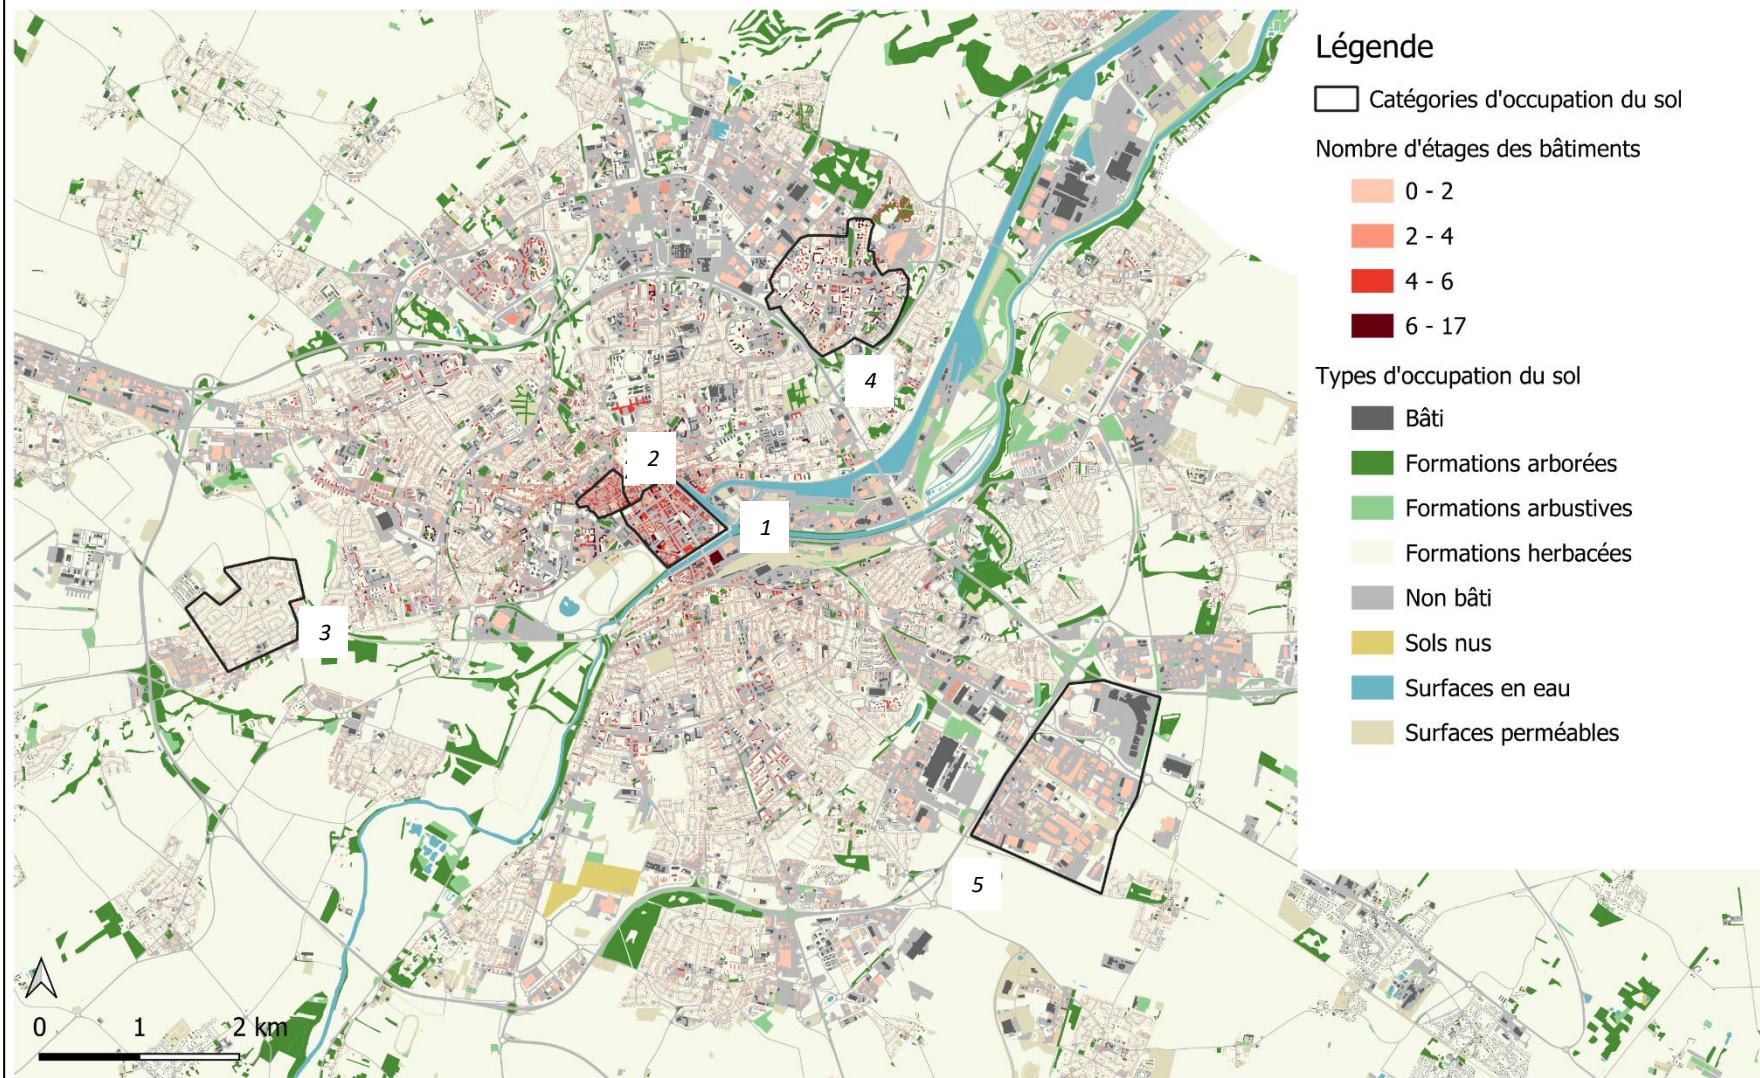 Légende
Catégories d'occupation du sol
Nombre d'étages des bâtiments
0 - 2
2 - 4
4 - 6
6 - 17
Types d'occupation du sol
Bâti
Formations arborées
Formations arbustives
Formations herbacées
Non bâti
Sols nus
Surfaces en eau
Surfaces perméables
4
2
1
3
5
0 1 2 km